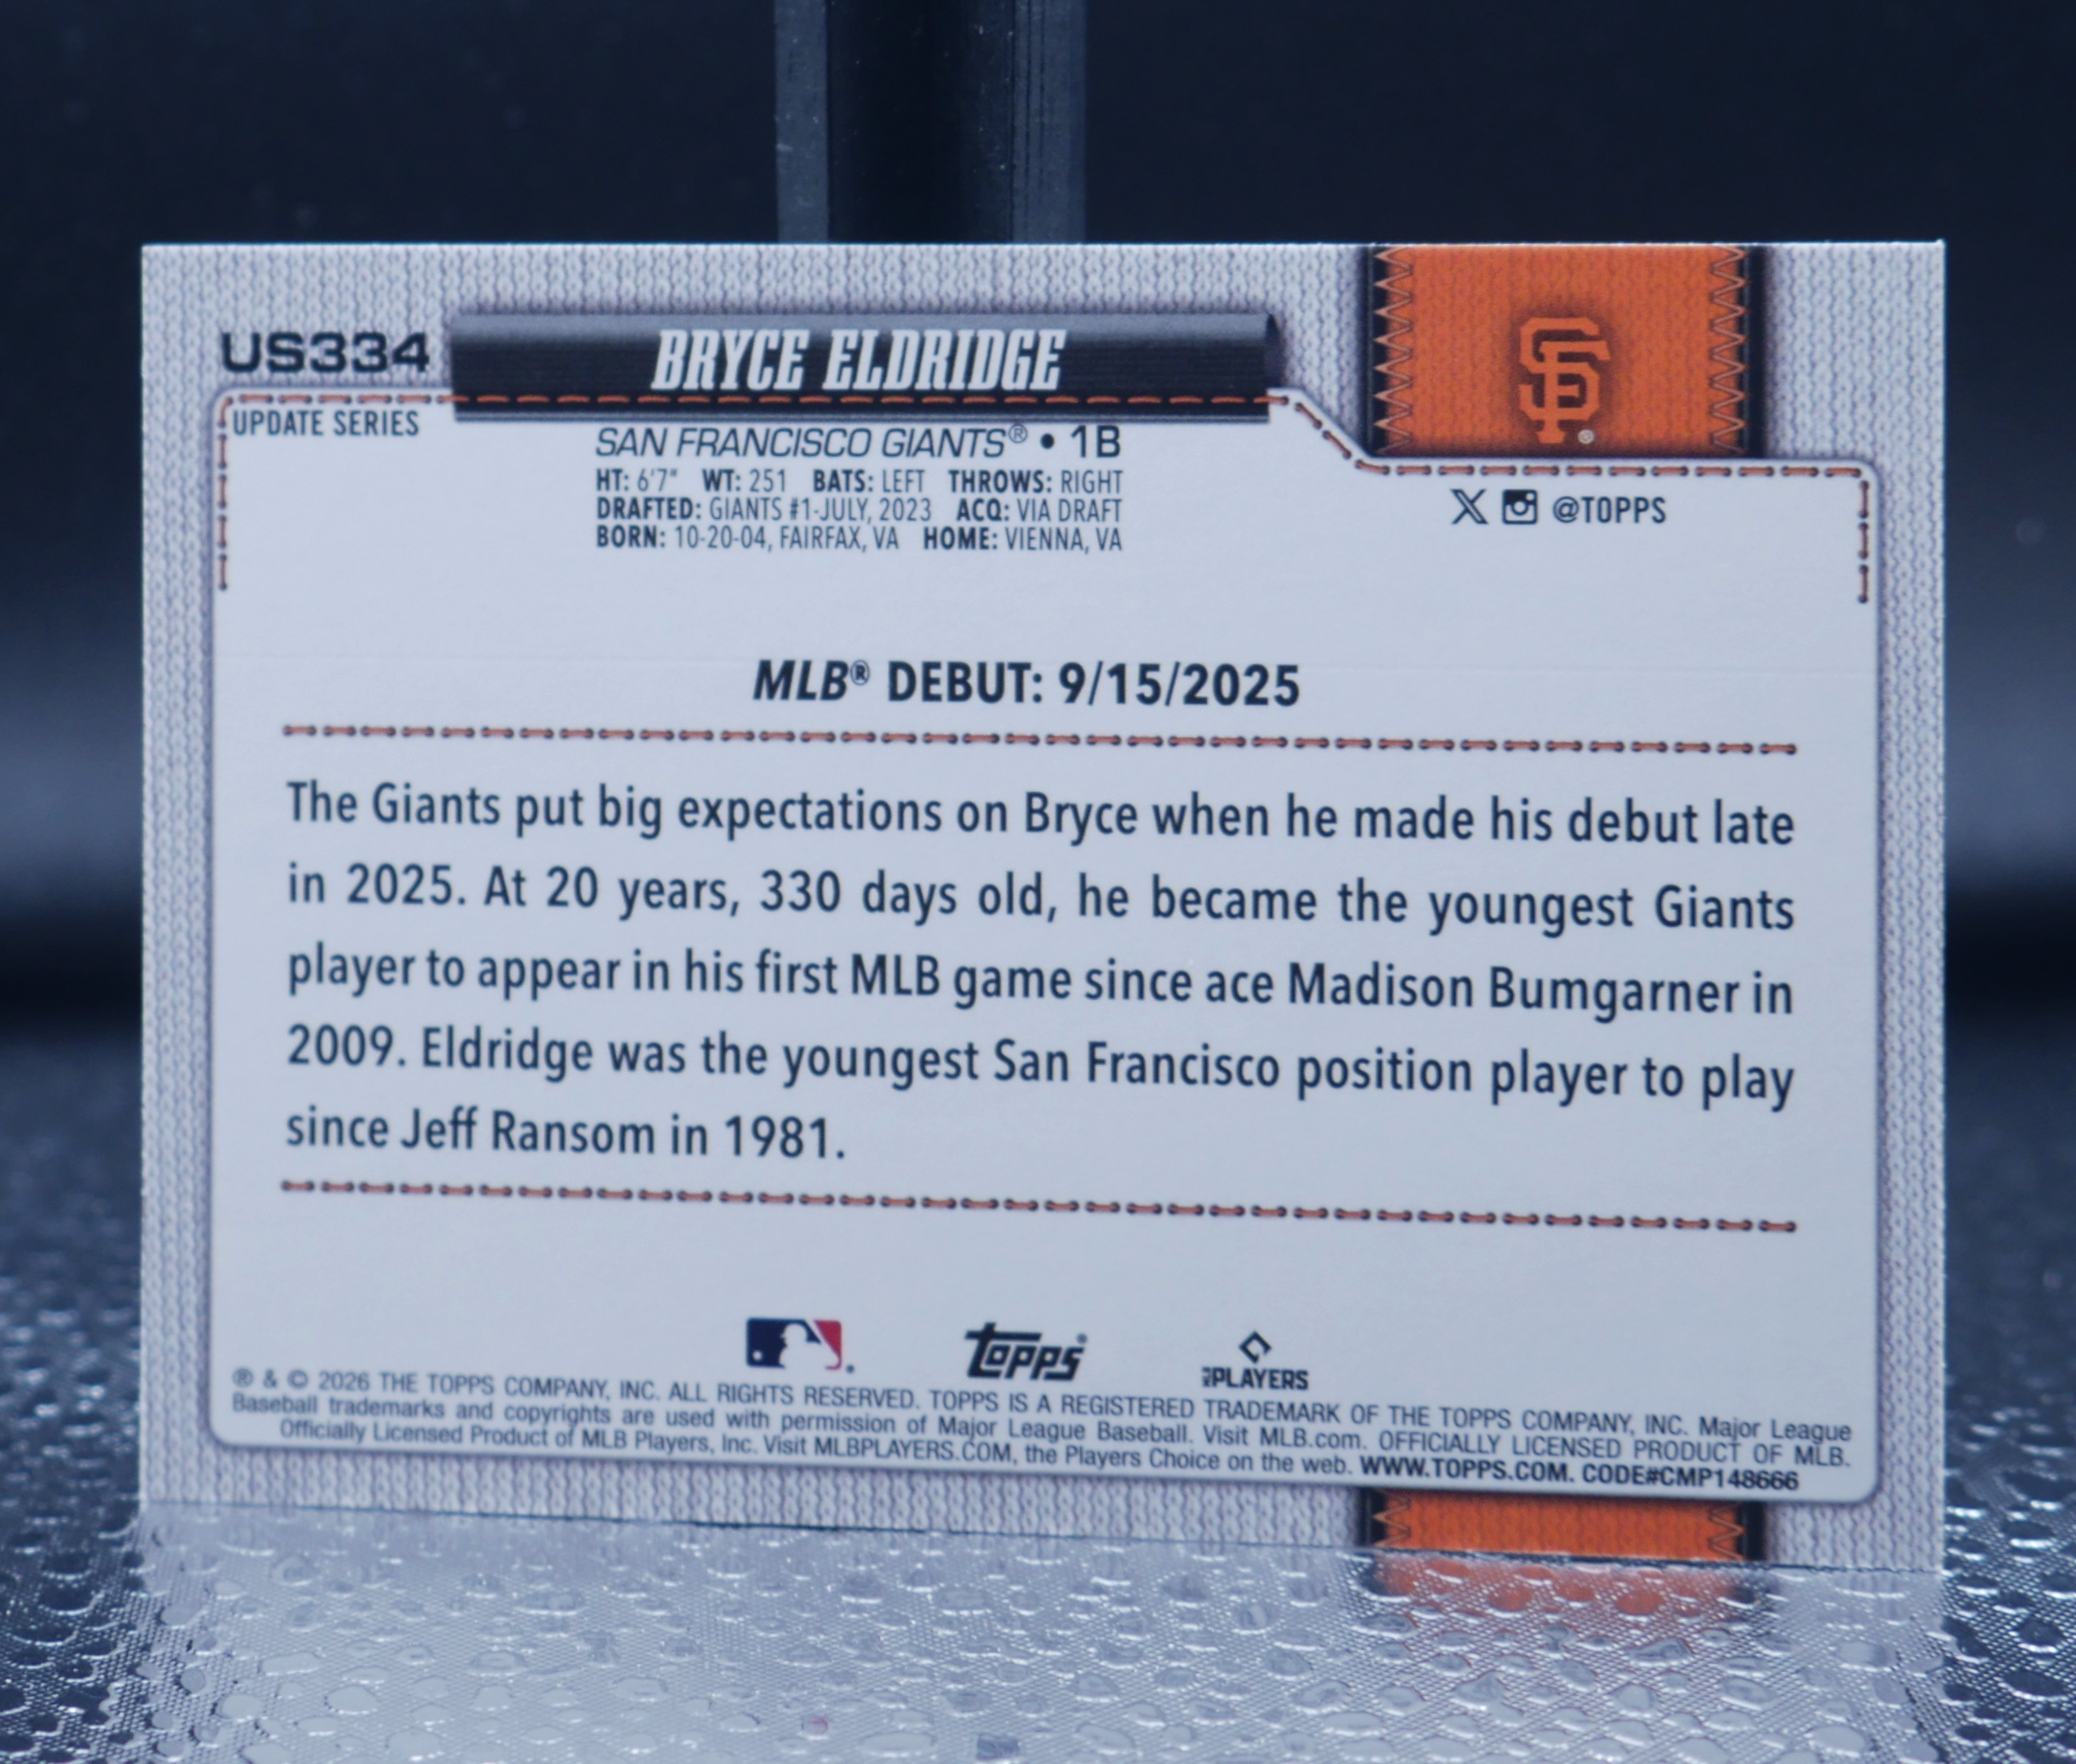 US334
BRYCE ELDRIDGE
SF
UPDATE SERIES
SAN FRANCISCO GIANTS® • 1B
HT: 6'7" WT: 251 BATS: LEFT THROWS: RIGHT
DRAFTED: GIANTS #1-JULY, 2023 ACQ: VIA DRAFT
BORN: 10-20-04, FAIRFAX, VA HOME: VIENNA, VA
@TOPPS
MLB® DEBUT: 9/15/2025
The Giants put big expectations on Bryce when he made his debut late
in 2025. At 20 years, 330 days old, he became the youngest Giants
player to appear in his first MLB game since ace Madison Bumgarner in
2009. Eldridge was the youngest San Francisco position player to play
since Jeff Ransom in 1981.
topps®
MLB PLAYERS
® & © 2026 THE TOPPS COMPANY, INC. ALL RIGHTS RESERVED. TOPPS IS A REGISTERED TRADEMARK OF THE TOPPS COMPANY, INC. Major League
Baseball trademarks and copyrights are used with permission of Major League Baseball. Visit MLB.com. OFFICIALLY LICENSED PRODUCT OF MLB.
Officially Licensed Product of MLB Players, Inc. Visit MLBPLAYERS.COM, the Players Choice on the web. WWW.TOPPS.COM. CODE#CMP148666